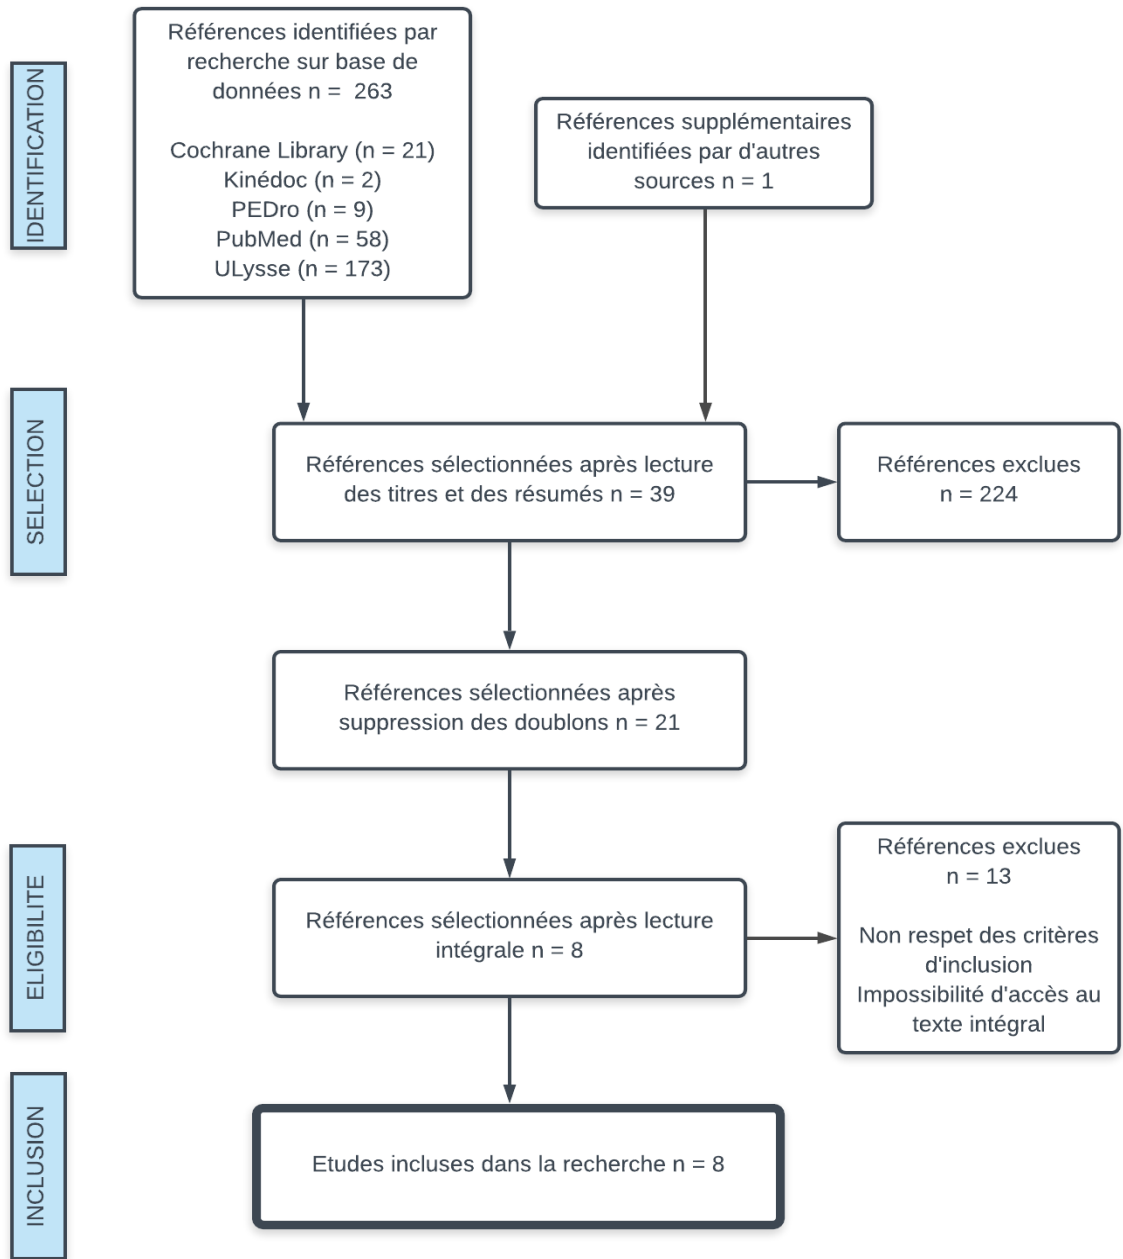 IDENTIFICATION
Références identifiées par
recherche sur base de
données n = 263
Cochrane Library (n = 21)
Kinédoc (n = 2)
PEDro (n = 9)
PubMed (n = 58)
ULysse (n = 173)
Références supplémentaires
identifiées par d'autres
sources n = 1
SELECTION
Références sélectionnées après lecture
des titres et des résumés n = 39
Références exclues
n = 224
Références sélectionnées après
suppression des doublons n = 21
ELIGIBILITE
Références sélectionnées après lecture
intégrale n = 8
Références exclues
n = 13
Non respet des critères
d'inclusion
Impossibilité d'accès au
texte intégral
INCLUSION
Etudes incluses dans la recherche n = 8